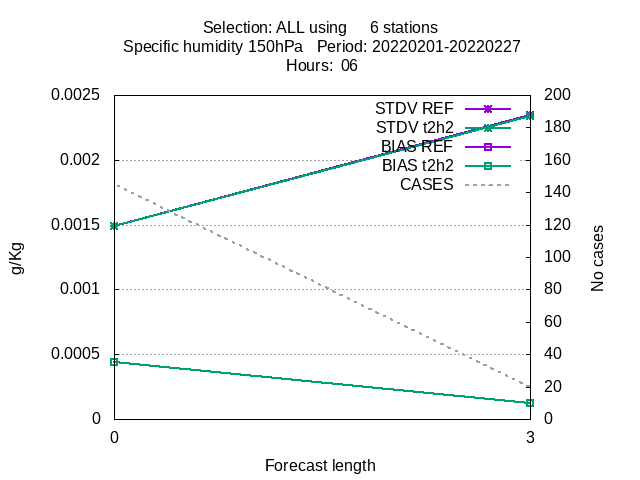 Selection: ALL using     6 stations
Specific humidity 150hPa   Period: 20220201-20220227
Hours:  06
0.0025
0.002
0.0015
0.001
0.0005
0
200
180
160
140
120
100
80
60
40
20
0
STDV REF
STDV t2h2
BIAS REF
BIAS t2h2
CASES
g/Kg
No cases
0
3
Forecast length